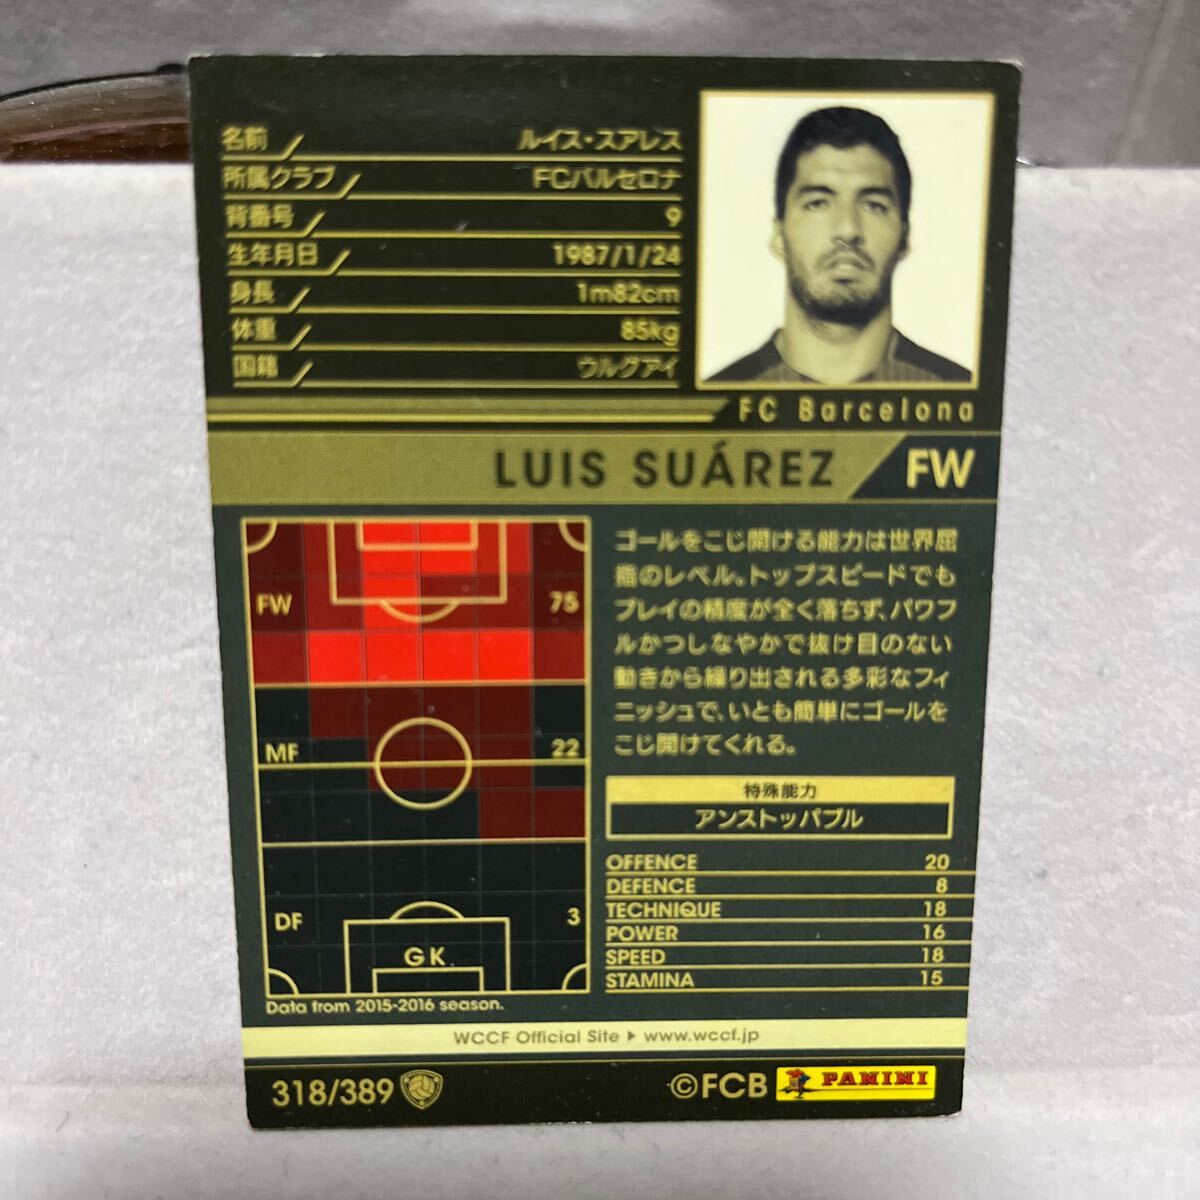 名前 ルイス・スアレス
所属クラブ FCバルセロナ
背番号 9
生年月日 1987/1/24
身長 1m82cm
体重 85kg
国籍 ウルグアイ
FC Barcelona
LUIS SUÁREZ FW
FW 75
MF 22
DF 3
GK
Data from 2015-2016 season.
ゴールをこじ開ける能力は世界屈
指のレベル。トップスピードでも
プレイの精度が全く落ちず、パワフ
ルかつしなやかで抜け目のない
動きから繰り出される多彩なフィ
ニッシュで、いとも簡単にゴールを
こじ開けてくれる。
特殊能力
アンストッパブル
OFFENCE 20
DEFENCE 8
TECHNIQUE 18
POWER 16
SPEED 18
STAMINA 15
WCCF Official Site ▶ www.wccf.jp
318/389
©FCB PANINI